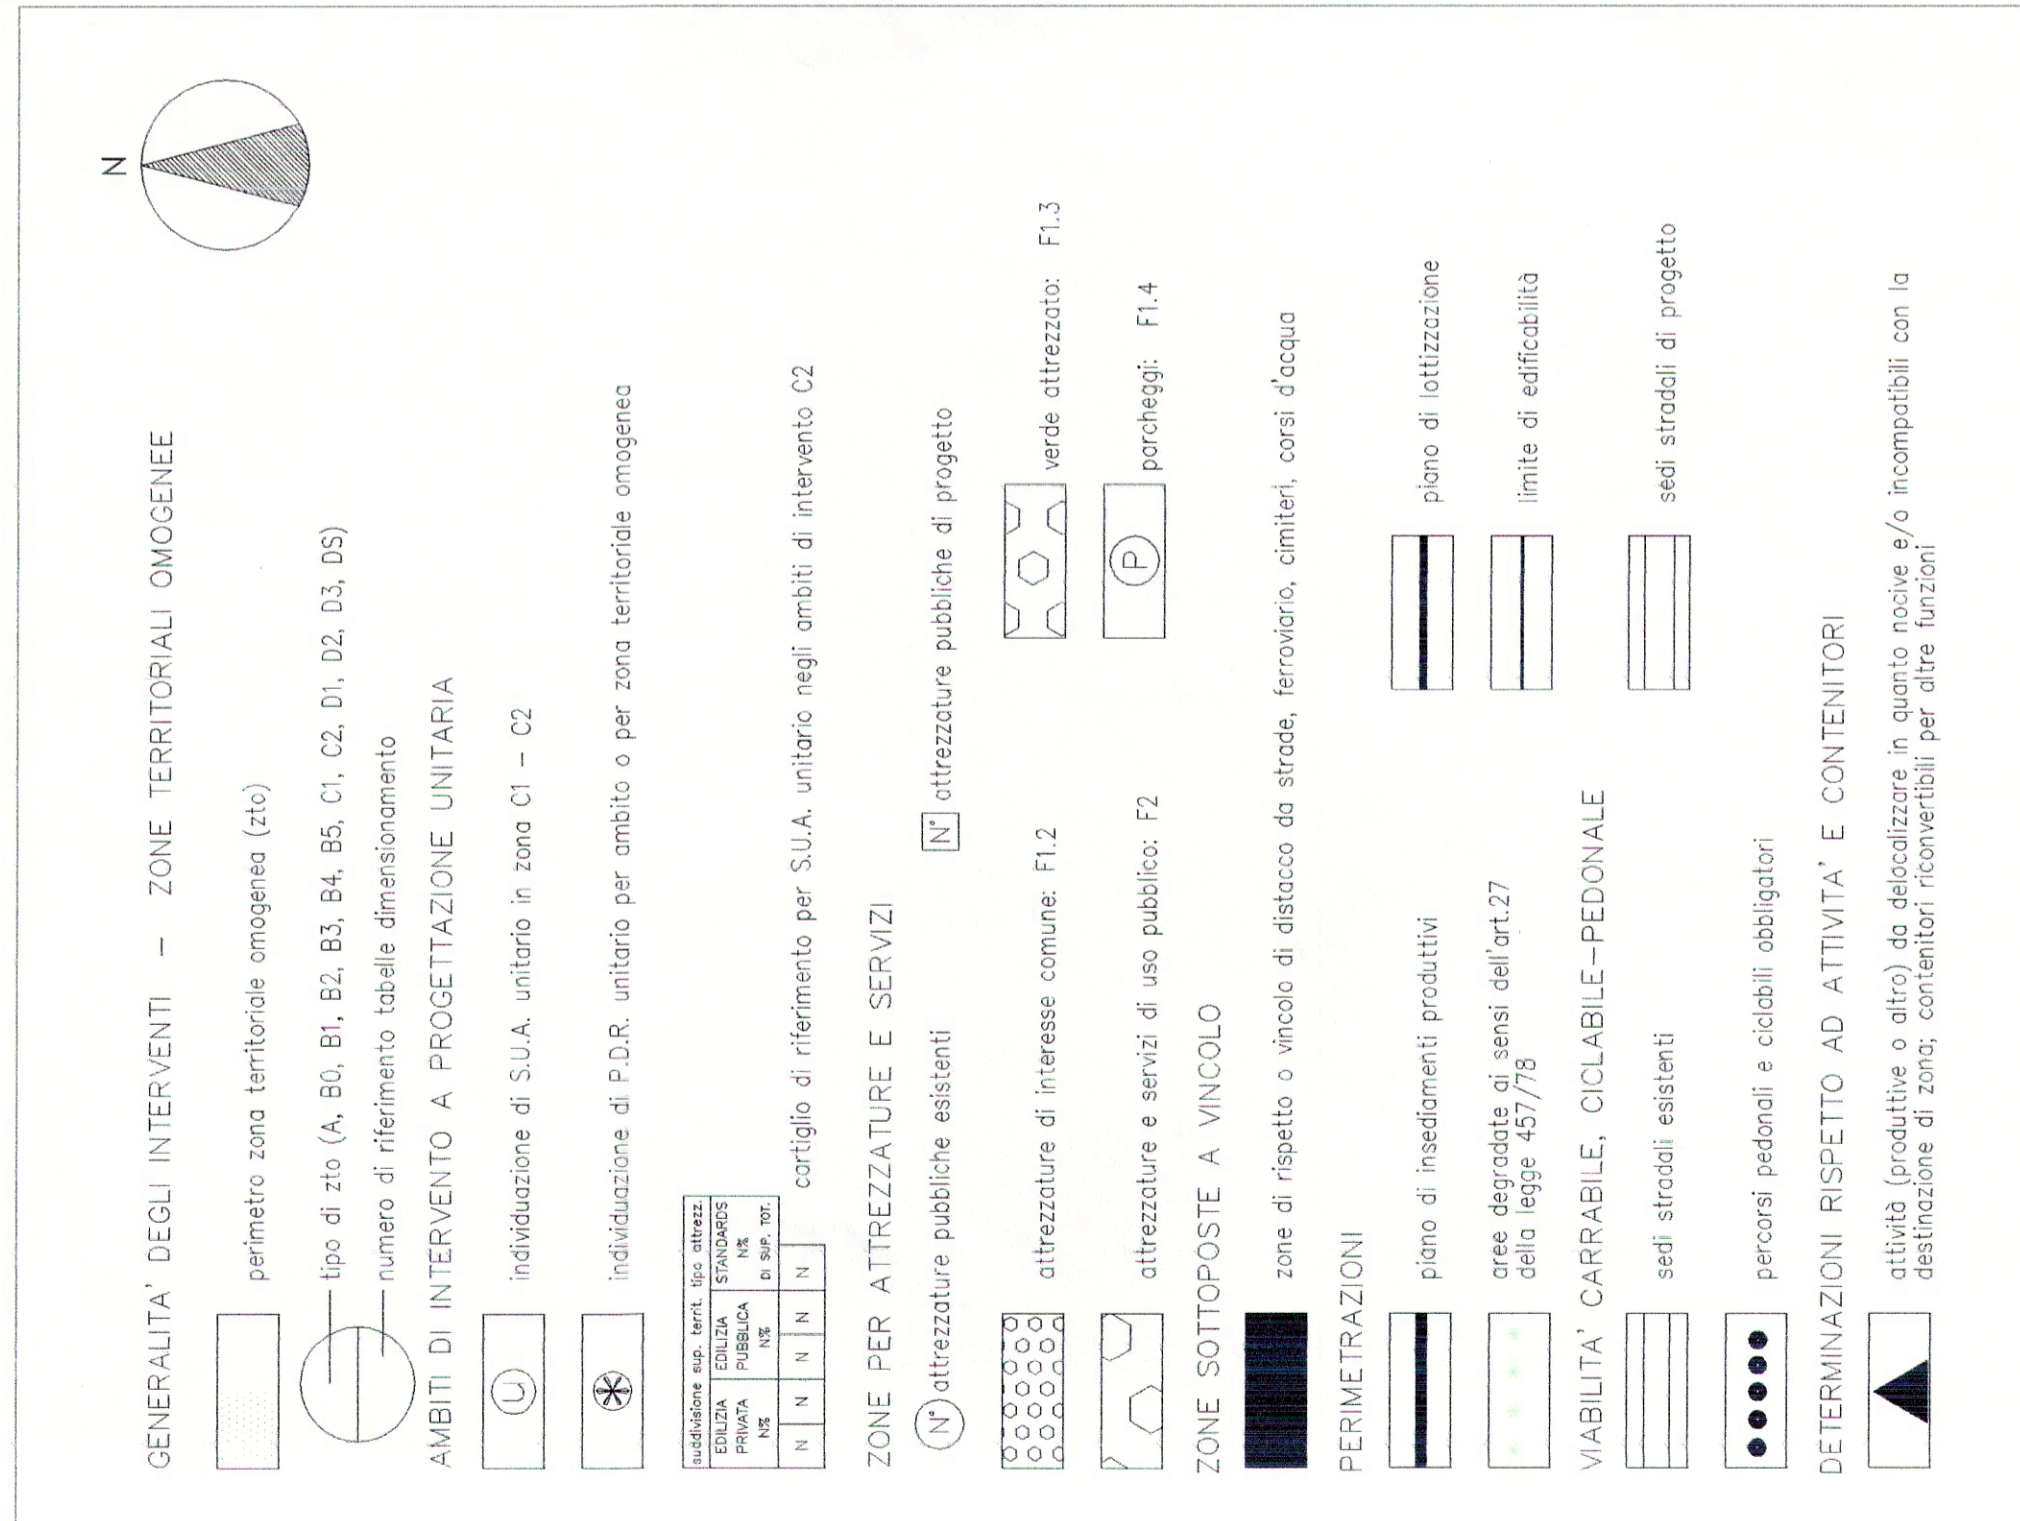 N
GENERALITA' DEGLI INTERVENTI – ZONE TERRITORIALI OMOGENEE
perimetro zona territoriale omogenea (zto)
tipo di zto (A, B0, B1, B2, B3, B4, B5, C1, C2, D1, D2, D3, DS)
numero di riferimento tabelle dimensionamento
AMBITI DI INTERVENTO A PROGETTAZIONE UNITARIA
U
individuazione di S.U.A. unitario in zona C1 – C2
individuazione di P.D.R. unitario per ambito o per zona territoriale omogenea
suddivisione sup. territ. tipo attrezz.
EDILIZIA PRIVATA N%
EDILIZIA PUBBLICA N%
STANDARDS N% DI SUP. TOT.
N N N N N
cartiglio di riferimento per S.U.A. unitario negli ambiti di intervento C2
ZONE PER ATTREZZATURE E SERVIZI
N° attrezzature pubbliche esistenti
N° attrezzature pubbliche di progetto
attrezzature di interesse comune: F1.2
verde attrezzato: F1.3
attrezzature e servizi di uso pubblico: F2
P
parcheggi: F1.4
ZONE SOTTOPOSTE A VINCOLO
zone di rispetto o vincolo di distacco da strade, ferroviario, cimiteri, corsi d'acqua
PERIMETRAZIONI
piano di insediamenti produttivi
piano di lottizzazione
aree degradate ai sensi dell'art.27
della legge 457/78
limite di edificabilità
VIABILITA' CARRABILE, CICLABILE–PEDONALE
sedi stradali esistenti
sedi stradali di progetto
percorsi pedonali e ciclabili obbligatori
DETERMINAZIONI RISPETTO AD ATTIVITA' E CONTENITORI
attività (produttive o altro) da delocalizzare in quanto nocive e/o incompatibili con la
destinazione di zona; contenitori riconvertibili per altre funzioni